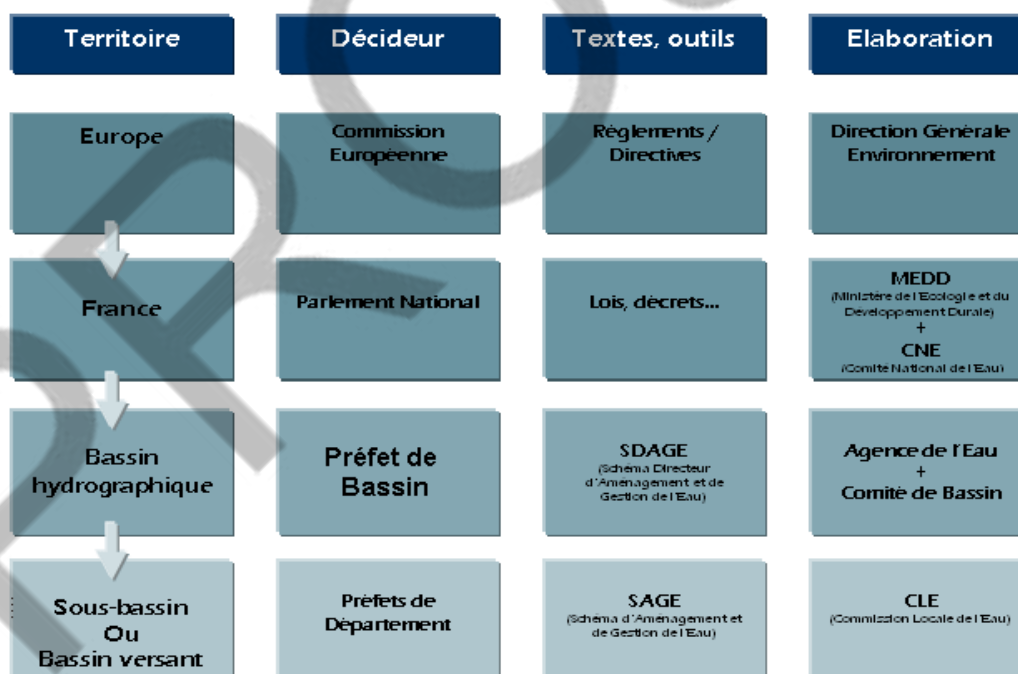 Territoire
Décideur
Textes, outils
Elaboration
Europe
Commission
Européenne
Règlements /
Directives
Direction Générale
Environnement
France
Parlement National
Lois, décrets...
MEDD
(Ministère de l'Ecologie et du
Développement Durale)
+
CNE
(Comité National de l'Eau)
Bassin
hydrographique
Préfet de
Bassin
SDAGE
(Schéma Directeur
d'Aménagement et de
Gestion de l'Eau)
Agence de l'Eau
+
Comité de Bassin
Sous-bassin
Ou
Bassin versant
Préfets de
Département
SAGE
(Schéma d'Aménagement et
de Gestion de l'Eau)
CLE
(Commission Locale de l'Eau)